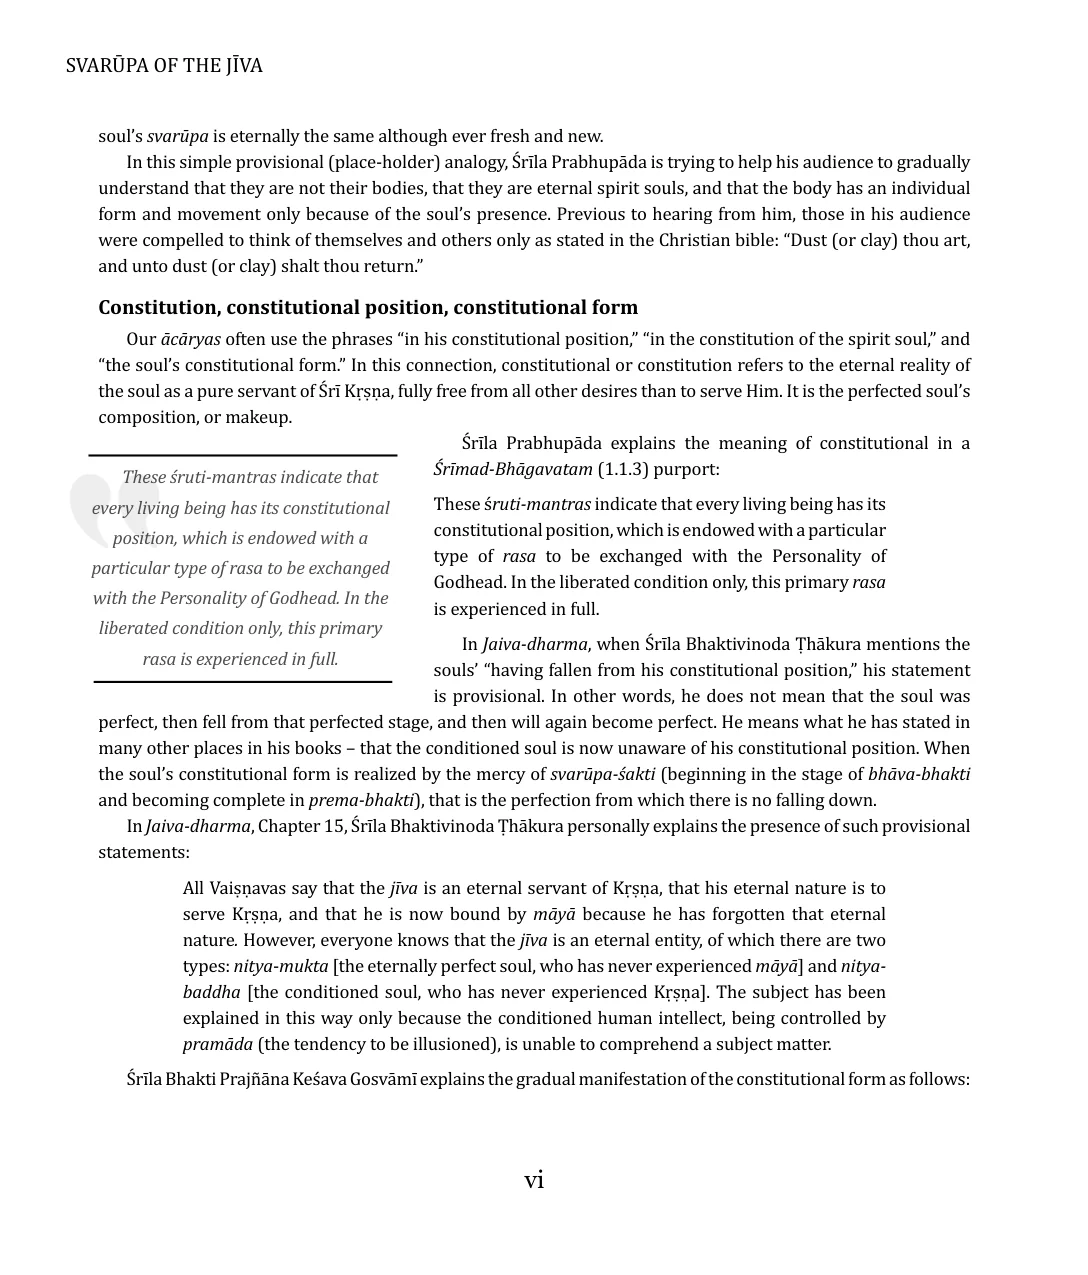 SVARŪPA OF THE JĪVA
soul’s svarūpa is eternally the same although ever fresh and new.
In this simple provisional (place-holder) analogy, Śrīla Prabhupāda is trying to help his audience to gradually
understand that they are not their bodies, that they are eternal spirit souls, and that the body has an individual
form and movement only because of the soul’s presence. Previous to hearing from him, those in his audience
were compelled to think of themselves and others only as stated in the Christian bible: “Dust (or clay) thou art,
and unto dust (or clay) shalt thou return.”
Constitution, constitutional position, constitutional form
Our ācāryas often use the phrases “in his constitutional position,” “in the constitution of the spirit soul,” and
“the soul’s constitutional form.” In this connection, constitutional or constitution refers to the eternal reality of
the soul as a pure servant of Śrī Kṛṣṇa, fully free from all other desires than to serve Him. It is the perfected soul’s
composition, or makeup.
These śruti-mantras indicate that
every living being has its constitutional
position, which is endowed with a
particular type of rasa to be exchanged
with the Personality of Godhead. In the
liberated condition only, this primary
rasa is experienced in full.
Śrīla Prabhupāda explains the meaning of constitutional in a
Śrīmad-Bhāgavatam (1.1.3) purport:
These śruti-mantras indicate that every living being has its
constitutional position, which is endowed with a particular
type of rasa to be exchanged with the Personality of
Godhead. In the liberated condition only, this primary rasa
is experienced in full.
In Jaiva-dharma, when Śrīla Bhaktivinoda Ṭhākura mentions the
souls’ “having fallen from his constitutional position,” his statement
is provisional. In other words, he does not mean that the soul was
perfect, then fell from that perfected stage, and then will again become perfect. He means what he has stated in
many other places in his books – that the conditioned soul is now unaware of his constitutional position. When
the soul’s constitutional form is realized by the mercy of svarūpa-śakti (beginning in the stage of bhāva-bhakti
and becoming complete in prema-bhakti), that is the perfection from which there is no falling down.
In Jaiva-dharma, Chapter 15, Śrīla Bhaktivinoda Ṭhākura personally explains the presence of such provisional
statements:
All Vaiṣṇavas say that the jīva is an eternal servant of Kṛṣṇa, that his eternal nature is to
serve Kṛṣṇa, and that he is now bound by māyā because he has forgotten that eternal
nature. However, everyone knows that the jīva is an eternal entity, of which there are two
types: nitya-mukta [the eternally perfect soul, who has never experienced māyā] and nitya-
baddha [the conditioned soul, who has never experienced Kṛṣṇa]. The subject has been
explained in this way only because the conditioned human intellect, being controlled by
pramāda (the tendency to be illusioned), is unable to comprehend a subject matter.
Śrīla Bhakti Prajñāna Keśava Gosvāmī explains the gradual manifestation of the constitutional form as follows:
vi